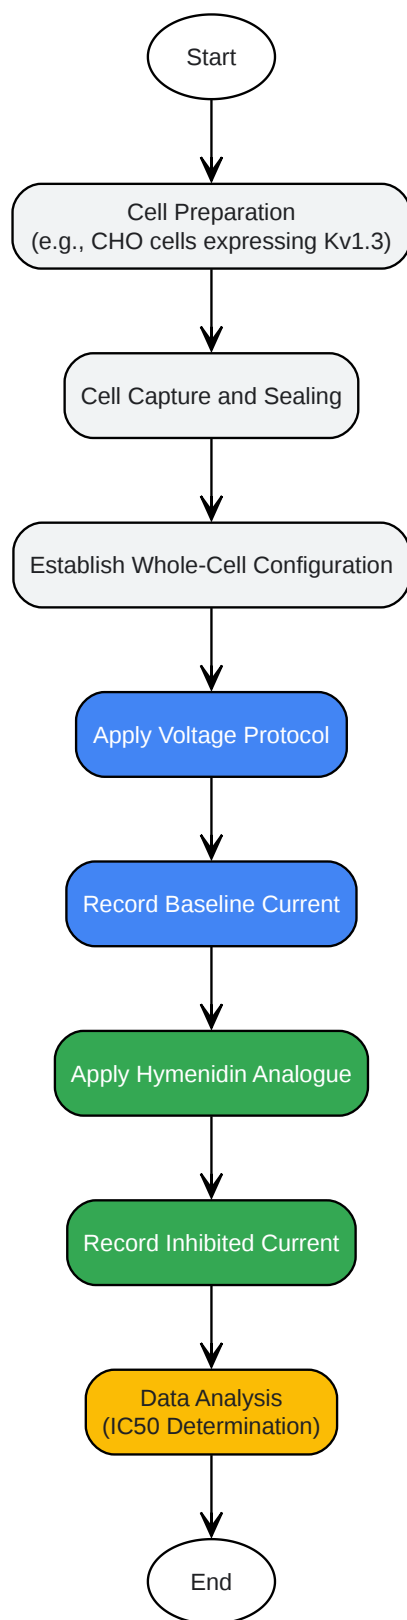 Start
Cell Preparation
(e.g., CHO cells expressing Kv1.3)
Cell Capture and Sealing
Establish Whole-Cell Configuration
Apply Voltage Protocol
Record Baseline Current
Apply Hymenidin Analogue
Record Inhibited Current
Data Analysis
(IC50 Determination)
End